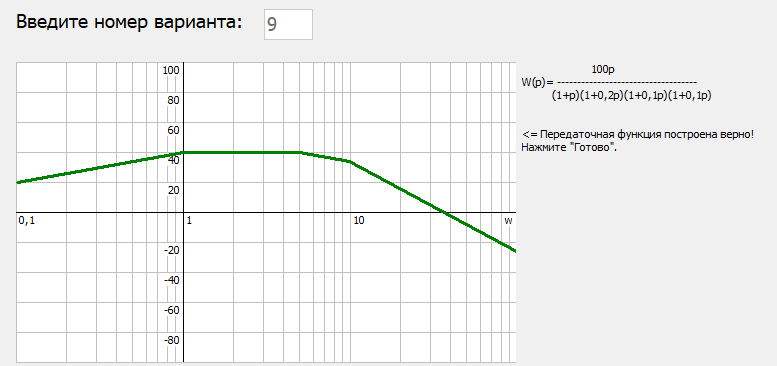 Введите номер варианта: 9
100
80
60
40
20
0,1 1 10 w
-20
-40
-60
-80
100p
W(p)= -----------------------------------
(1+p)(1+0,2p)(1+0,1p)(1+0,1p)
<= Передаточная функция построена верно!
Нажмите "Готово".